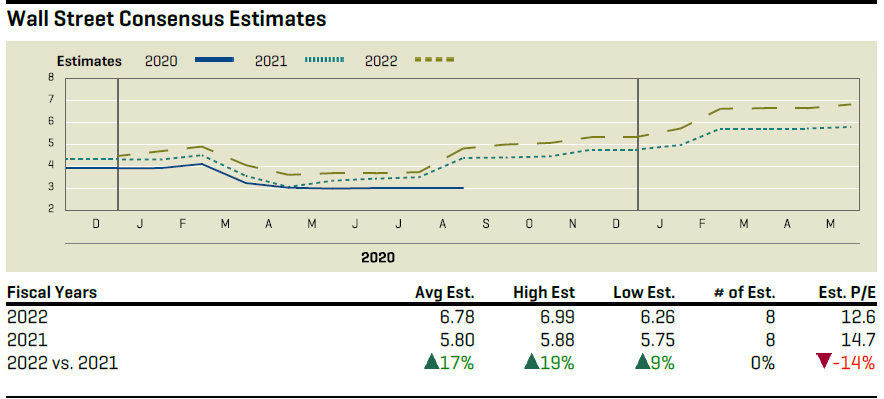 Wall Street Consensus Estimates
Estimates 2020 2021 2022
8
7
6
5
4
3
2
D J F M A M J J A S O N D J F M A M
2020
Fiscal Years Avg Est. High Est Low Est. # of Est. Est. P/E
2022 6.78 6.99 6.26 8 12.6
2021 5.80 5.88 5.75 8 14.7
2022 vs. 2021 ▲17% ▲19% ▲9% 0% ▼-14%